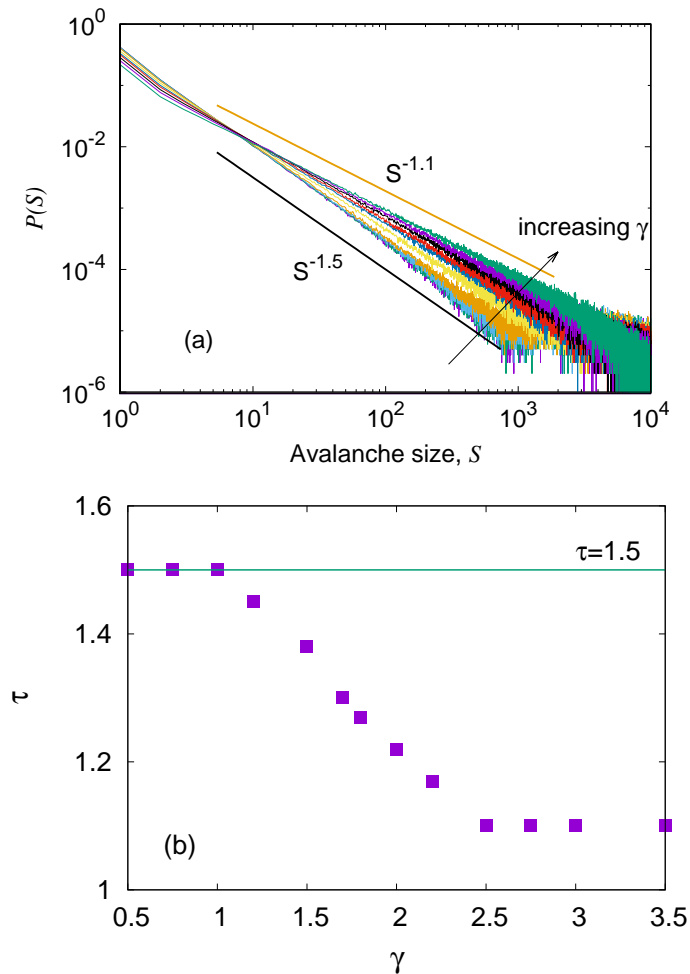 10^0
10^-2
10^-4
10^-6
P(S)
S^-1.1
S^-1.5
increasing γ
(a)
10^0 10^1 10^2 10^3 10^4
Avalanche size, S
1.6
1.4
1.2
1
τ
τ=1.5
(b)
0.5 1 1.5 2 2.5 3 3.5
γ